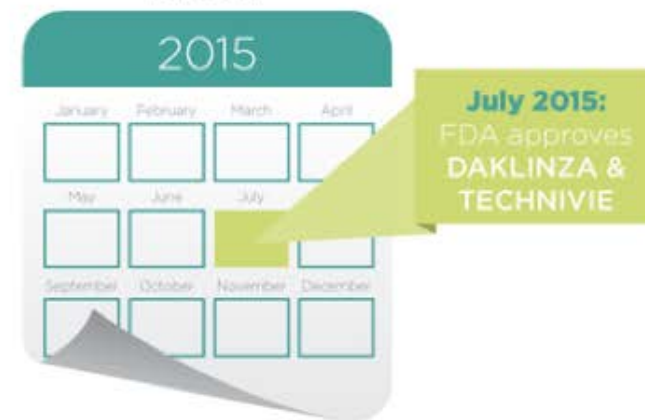 2015
January February March April
May June July
September October November December
July 2015:
FDA approves
DAKLINZA &
TECHNIVIE